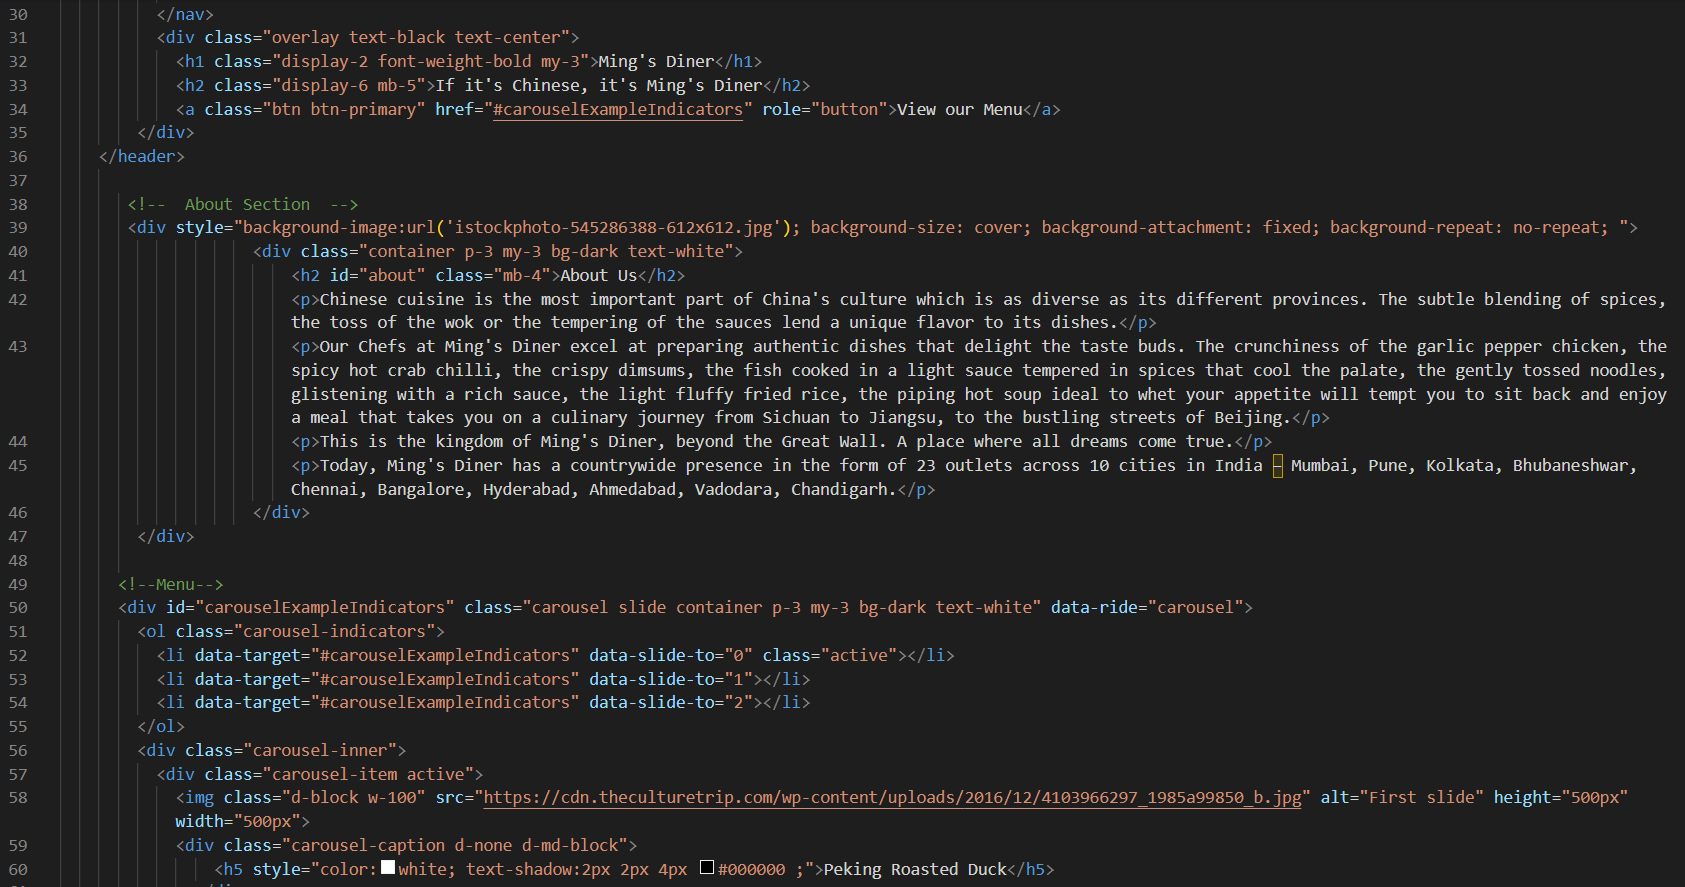 30 </nav>
31 <div class="overlay text-black text-center">
32 <h1 class="display-2 font-weight-bold my-3">Ming's Diner</h1>
33 <h2 class="display-6 mb-5">If it's Chinese, it's Ming's Diner</h2>
34 <a class="btn btn-primary" href="#carouselExampleIndicators" role="button">View our Menu</a>
35 </div>
36 </header>
37
38 <!--  About Section  -->
39 <div style="background-image:url('istockphoto-545286388-612x612.jpg'); background-size: cover; background-attachment: fixed; background-repeat: no-repeat; ">
40 <div class="container p-3 my-3 bg-dark text-white">
41 <h2 id="about" class="mb-4">About Us</h2>
42 <p>Chinese cuisine is the most important part of China's culture which is as diverse as its different provinces. The subtle blending of spices,
the toss of the wok or the tempering of the sauces lend a unique flavor to its dishes.</p>
43 <p>Our Chefs at Ming's Diner excel at preparing authentic dishes that delight the taste buds. The crunchiness of the garlic pepper chicken, the
spicy hot crab chilli, the crispy dimsums, the fish cooked in a light sauce tempered in spices that cool the palate, the gently tossed noodles,
glistening with a rich sauce, the light fluffy fried rice, the piping hot soup ideal to whet your appetite will tempt you to sit back and enjoy
a meal that takes you on a culinary journey from Sichuan to Jiangsu, to the bustling streets of Beijing.</p>
44 <p>This is the kingdom of Ming's Diner, beyond the Great Wall. A place where all dreams come true.</p>
45 <p>Today, Ming's Diner has a countrywide presence in the form of 23 outlets across 10 cities in India – Mumbai, Pune, Kolkata, Bhubaneshwar,
Chennai, Bangalore, Hyderabad, Ahmedabad, Vadodara, Chandigarh.</p>
46 </div>
47 </div>
48
49 <!--Menu-->
50 <div id="carouselExampleIndicators" class="carousel slide container p-3 my-3 bg-dark text-white" data-ride="carousel">
51 <ol class="carousel-indicators">
52 <li data-target="#carouselExampleIndicators" data-slide-to="0" class="active"></li>
53 <li data-target="#carouselExampleIndicators" data-slide-to="1"></li>
54 <li data-target="#carouselExampleIndicators" data-slide-to="2"></li>
55 </ol>
56 <div class="carousel-inner">
57 <div class="carousel-item active">
58 <img class="d-block w-100" src="https://cdn.theculturetrip.com/wp-content/uploads/2016/12/4103966297_1985a99850_b.jpg" alt="First slide" height="500px"
width="500px">
59 <div class="carousel-caption d-none d-md-block">
60 <h5 style="color:white; text-shadow:2px 2px 4px #000000 ;">Peking Roasted Duck</h5>